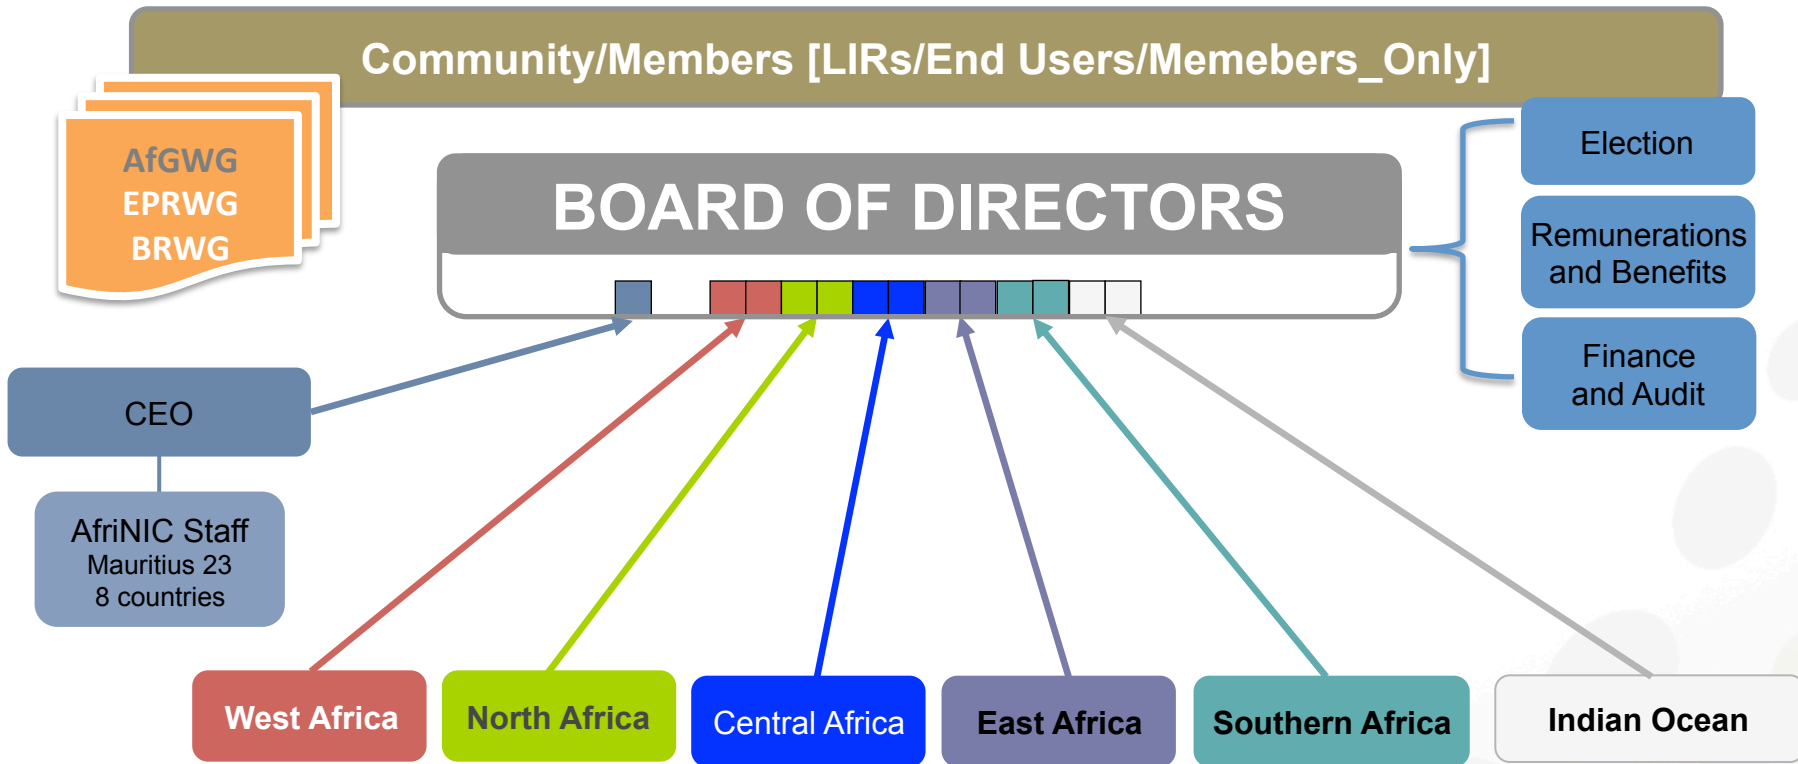 Community/Members [LIRs/End Users/Memebers_Only]
AfGWG
EPRWG
BRWG
BOARD OF DIRECTORS
Election
Remunerations
and Benefits
Finance
and Audit
CEO
AfriNIC Staff
Mauritius 23
8 countries
West Africa
North Africa
Central Africa
East Africa
Southern Africa
Indian Ocean